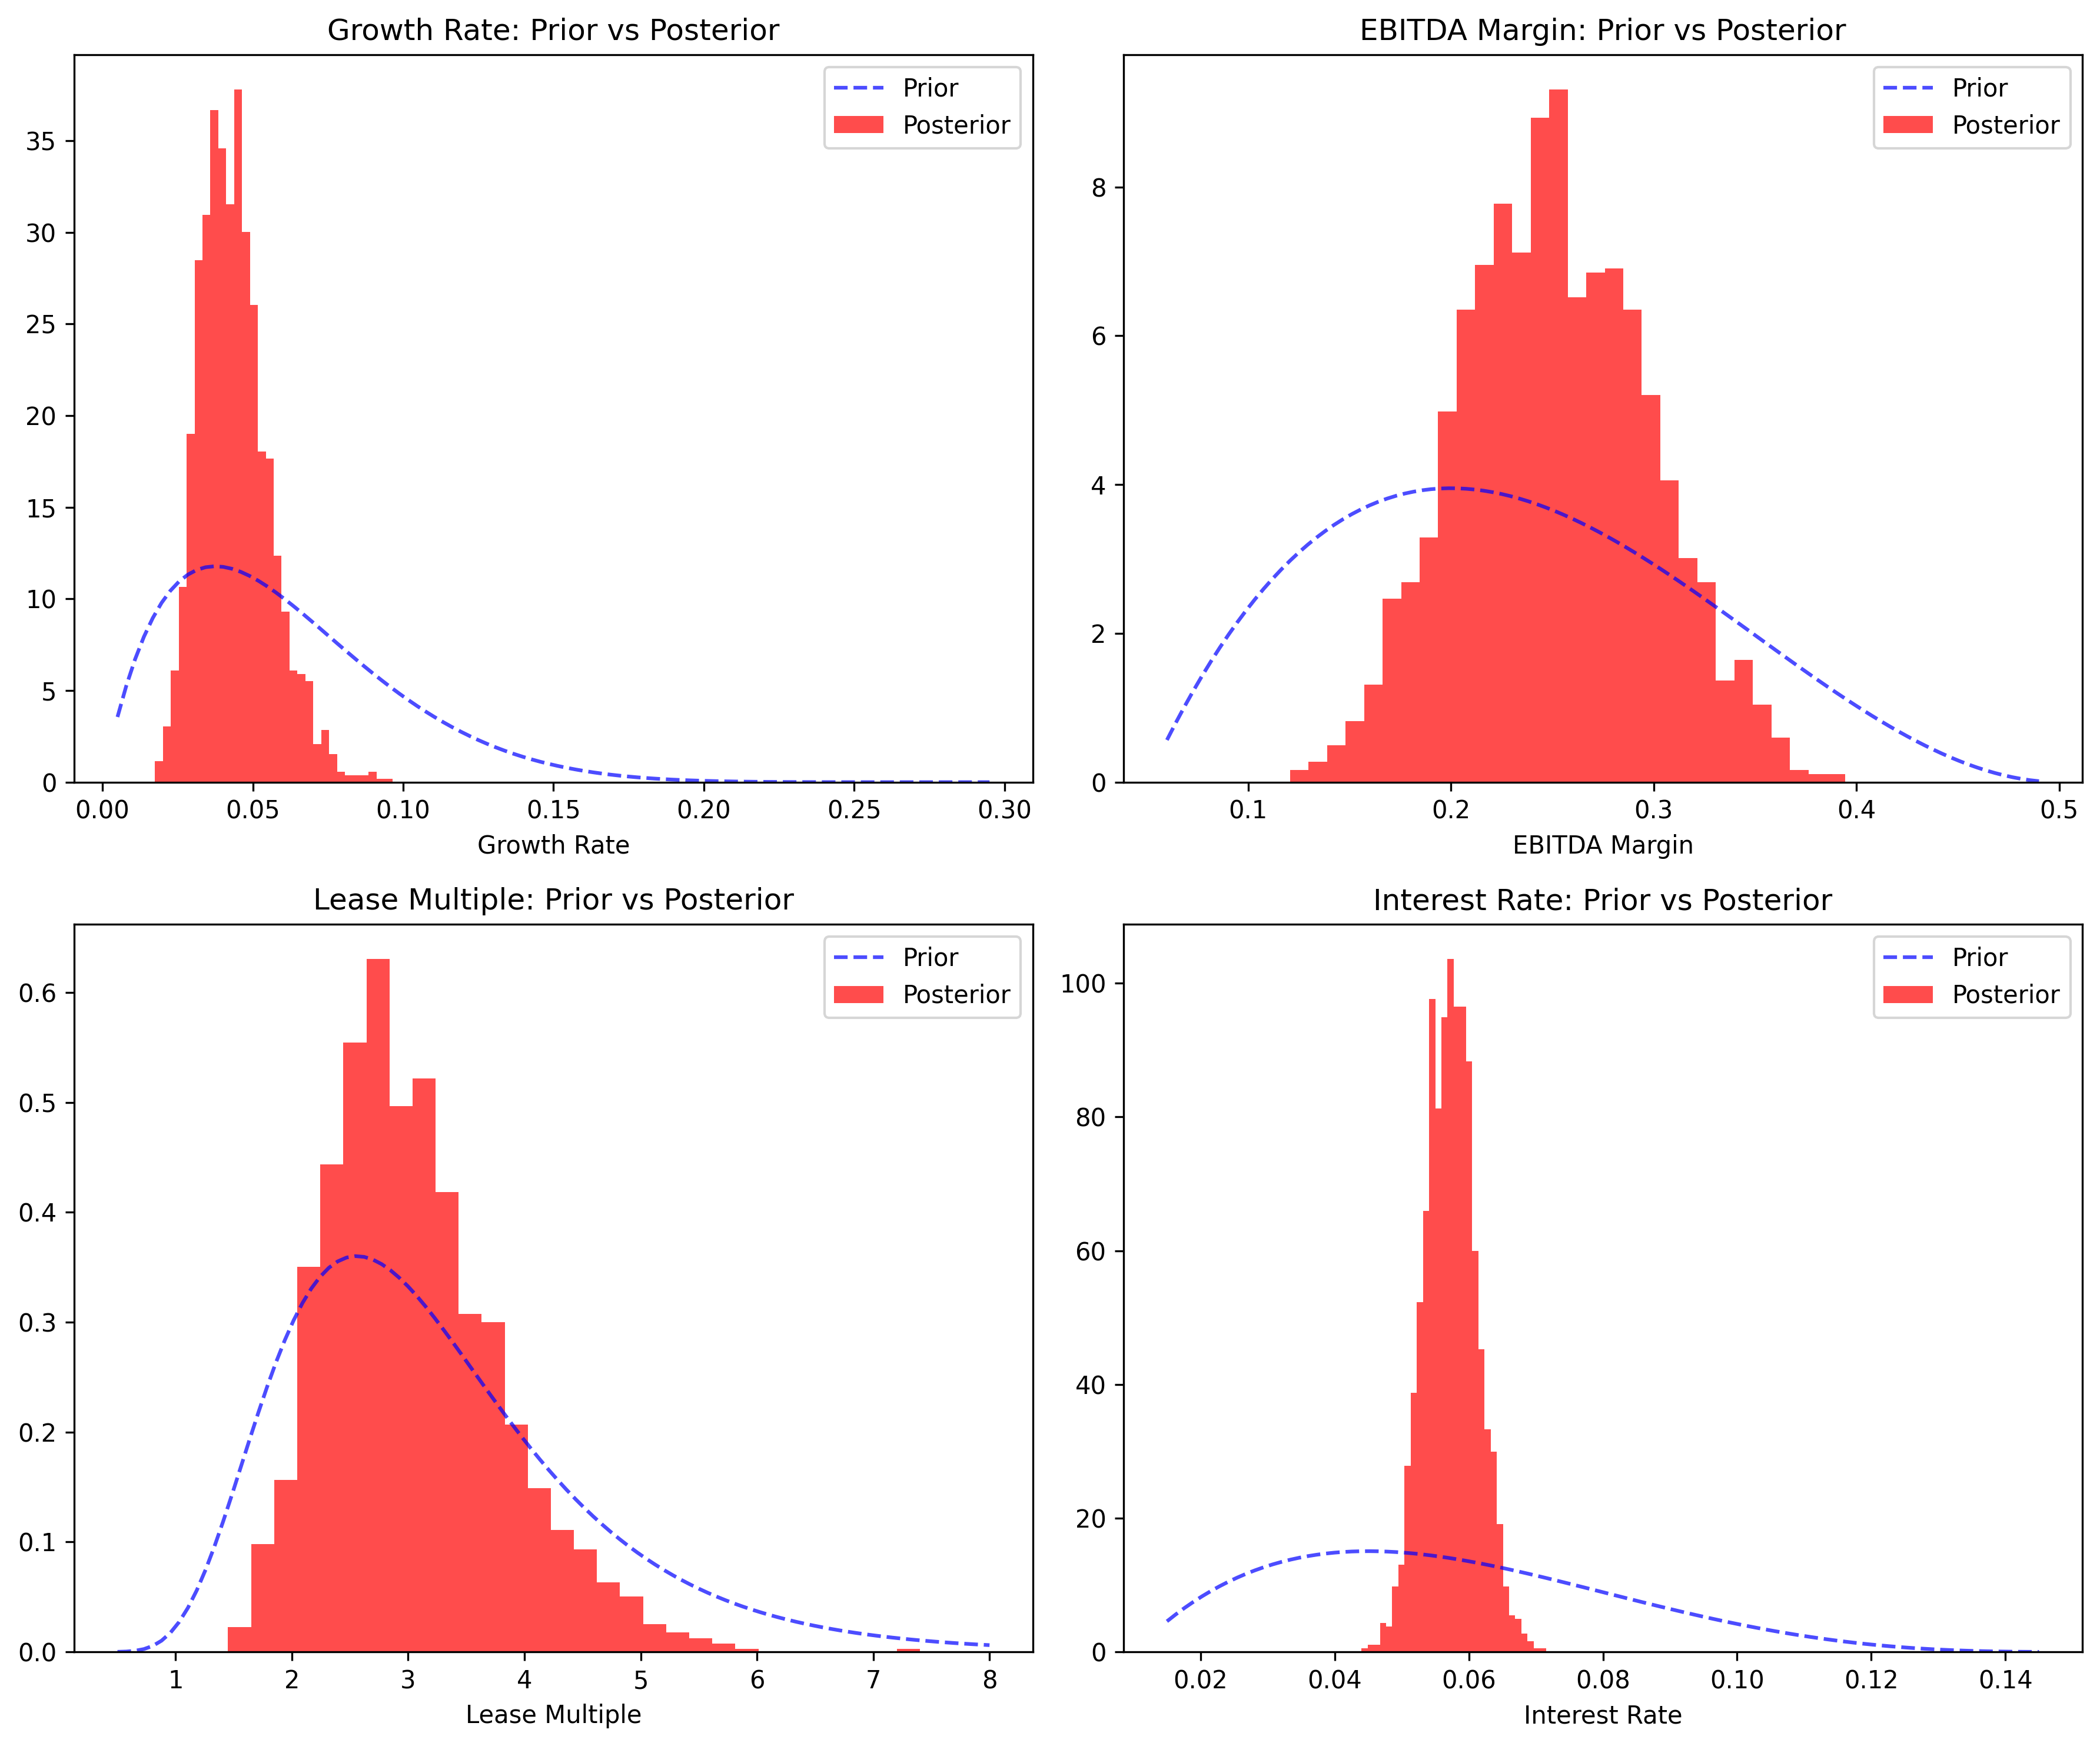 Growth Rate: Prior vs Posterior
Prior
Posterior
35
30
25
20
15
10
5
0
0.00 0.05 0.10 0.15 0.20 0.25 0.30
Growth Rate
EBITDA Margin: Prior vs Posterior
Prior
Posterior
8
6
4
2
0
0.1 0.2 0.3 0.4 0.5
EBITDA Margin
Lease Multiple: Prior vs Posterior
Prior
Posterior
0.6
0.5
0.4
0.3
0.2
0.1
0.0
1 2 3 4 5 6 7 8
Lease Multiple
Interest Rate: Prior vs Posterior
Prior
Posterior
100
80
60
40
20
0
0.02 0.04 0.06 0.08 0.10 0.12 0.14
Interest Rate